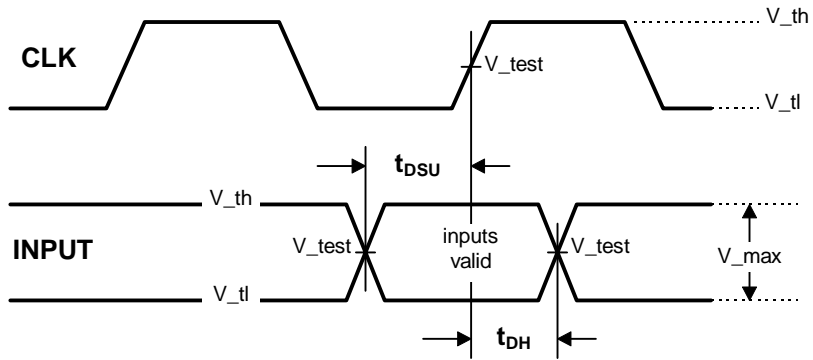 V_th
CLK
V_test
V_tl
tDSU
V_th
V_test
inputs
valid
V_test
INPUT
V_max
V_tl
tDH